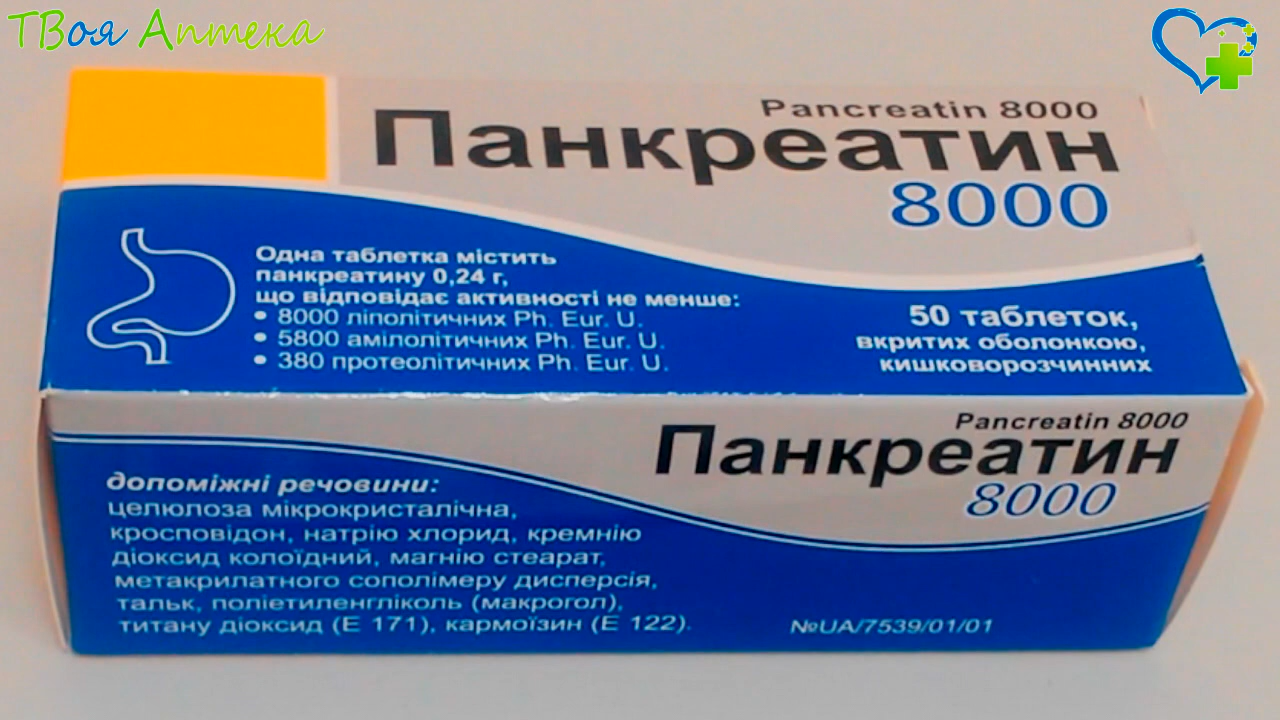 ТВоя Аптека
Pancreatin 8000
Панкреатин
8000
Одна таблетка містить
панкреатину 0,24 г,
що відповідає активності не менше:
• 8000 ліполітичних Ph. Eur. U.
• 5800 амілолітичних Ph. Eur. U.
• 380 протеолітичних Ph. Eur. U.
50 таблеток,
вкритих оболонкою,
кишковорозчинних
Pancreatin 8000
Панкреатин
8000
допоміжні речовини:
целюлоза мікрокристалічна,
кросповідон, натрію хлорид, кремнію
діоксид колоїдний, магнію стеарат,
метакрилатного сополімеру дисперсія,
тальк, поліетиленгліколь (макрогол),
титану діоксид (Е 171), кармоїзин (Е 122).
№UA/7539/01/01